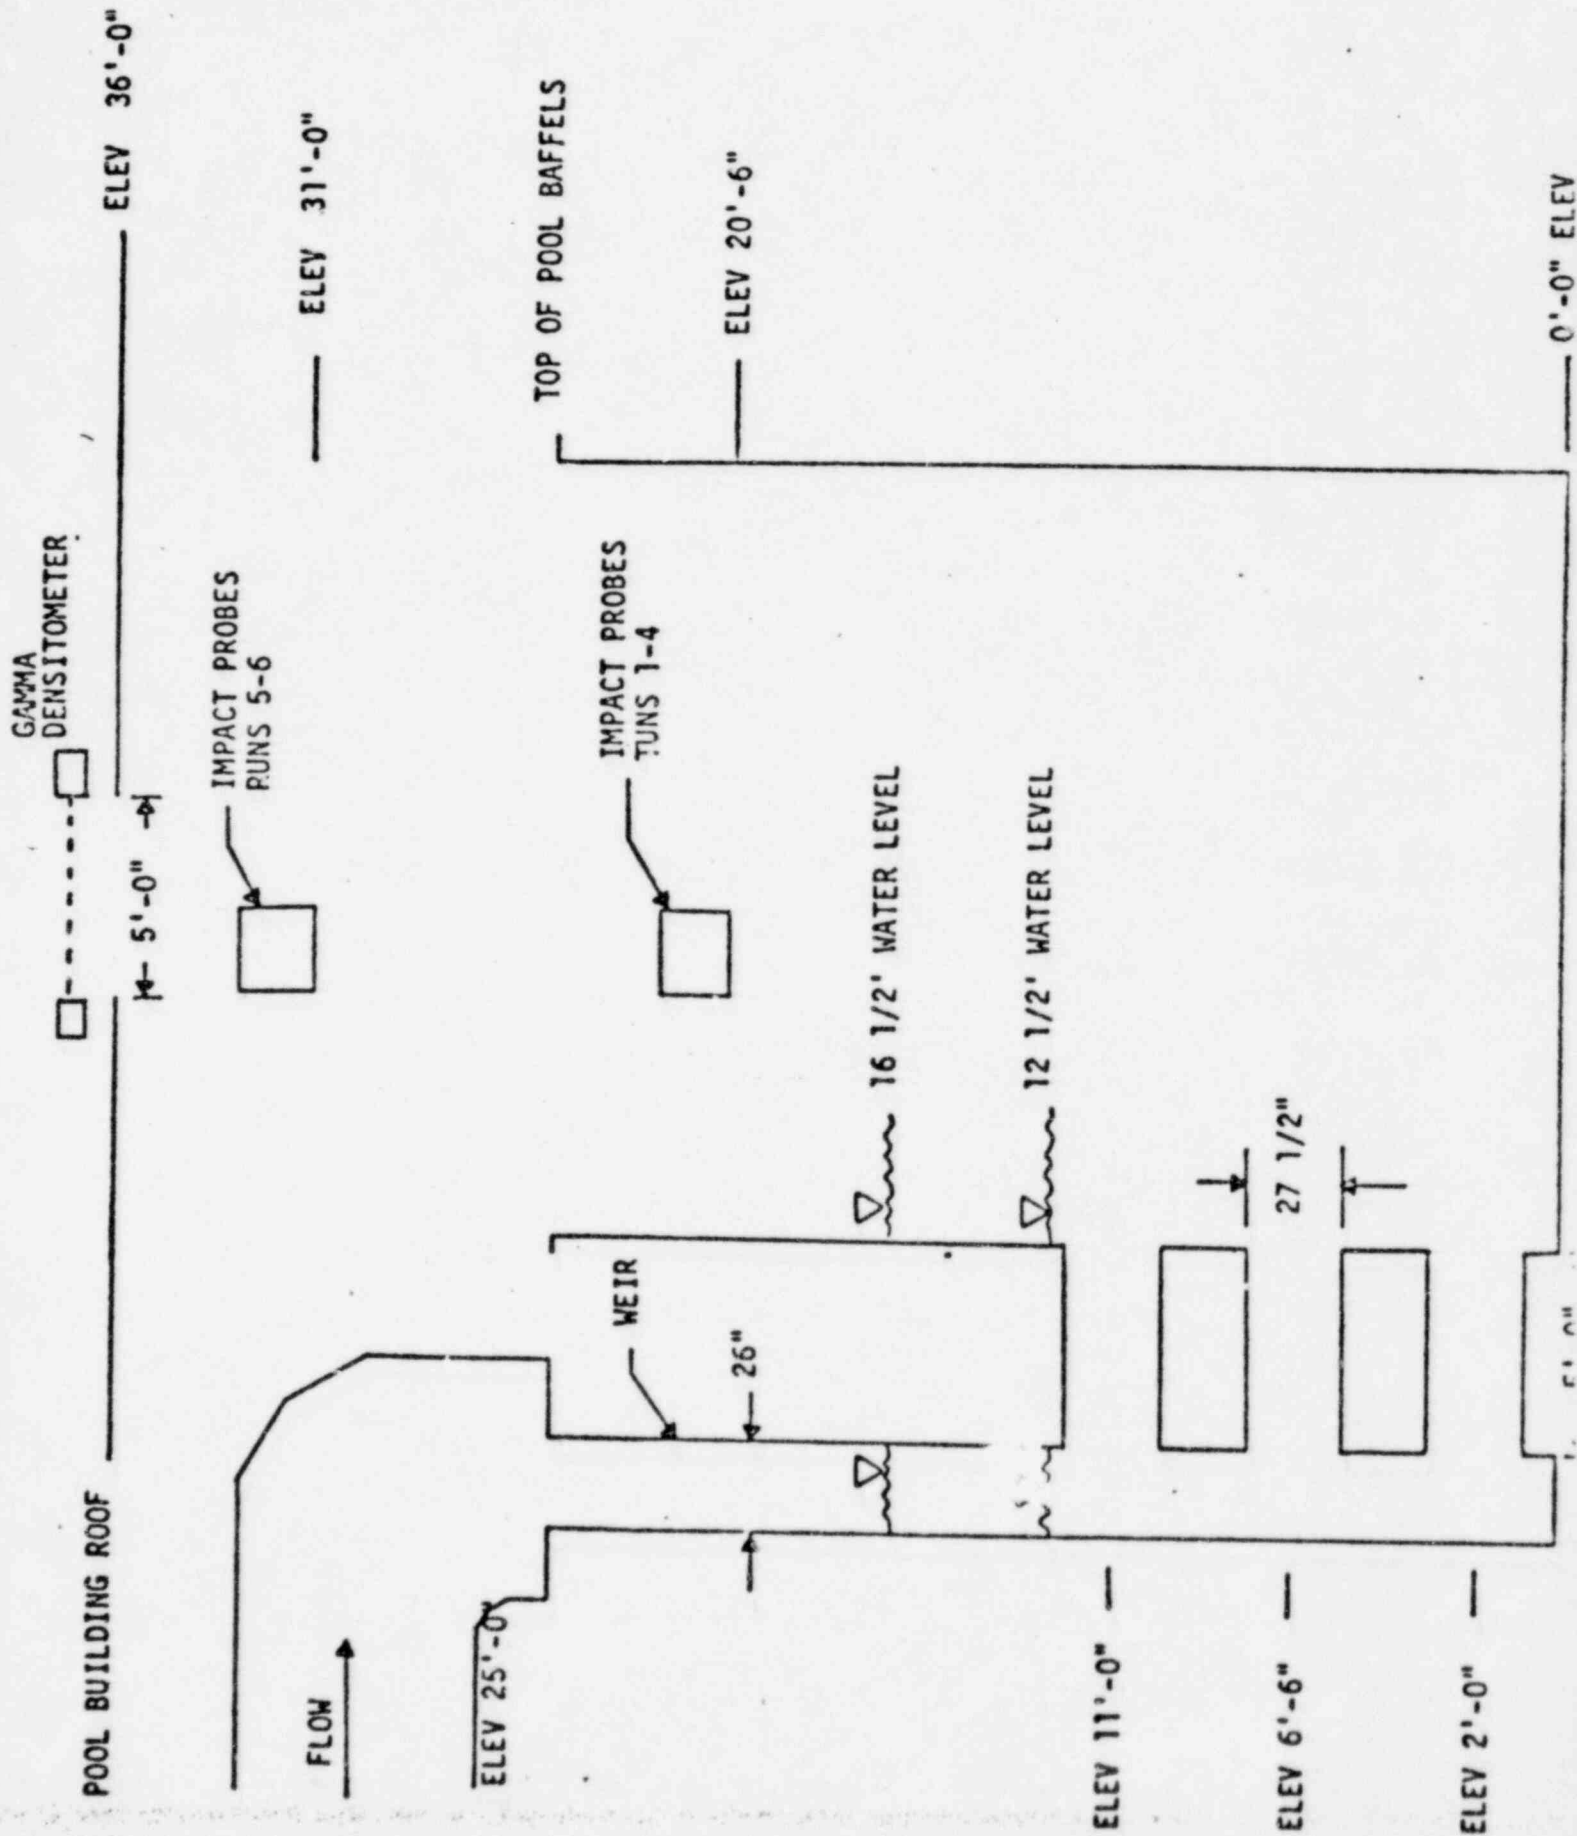 GAMMA
DENSITOMETER
POOL BUILDING ROOF
ELEV 36'-0"
5'-0"
IMPACT PROBES
RUNS 5-6
ELEV 31'-0"
FLOW
ELEV 25'-0"
TOP OF POOL BAFFELS
WEIR
IMPACT PROBES
TUNS 1-4
26"
ELEV 20'-6"
16 1/2' WATER LEVEL
12 1/2' WATER LEVEL
ELEV 11'-0"
27 1/2"
ELEV 6'-6"
ELEV 2'-0"
0'-0" ELEV